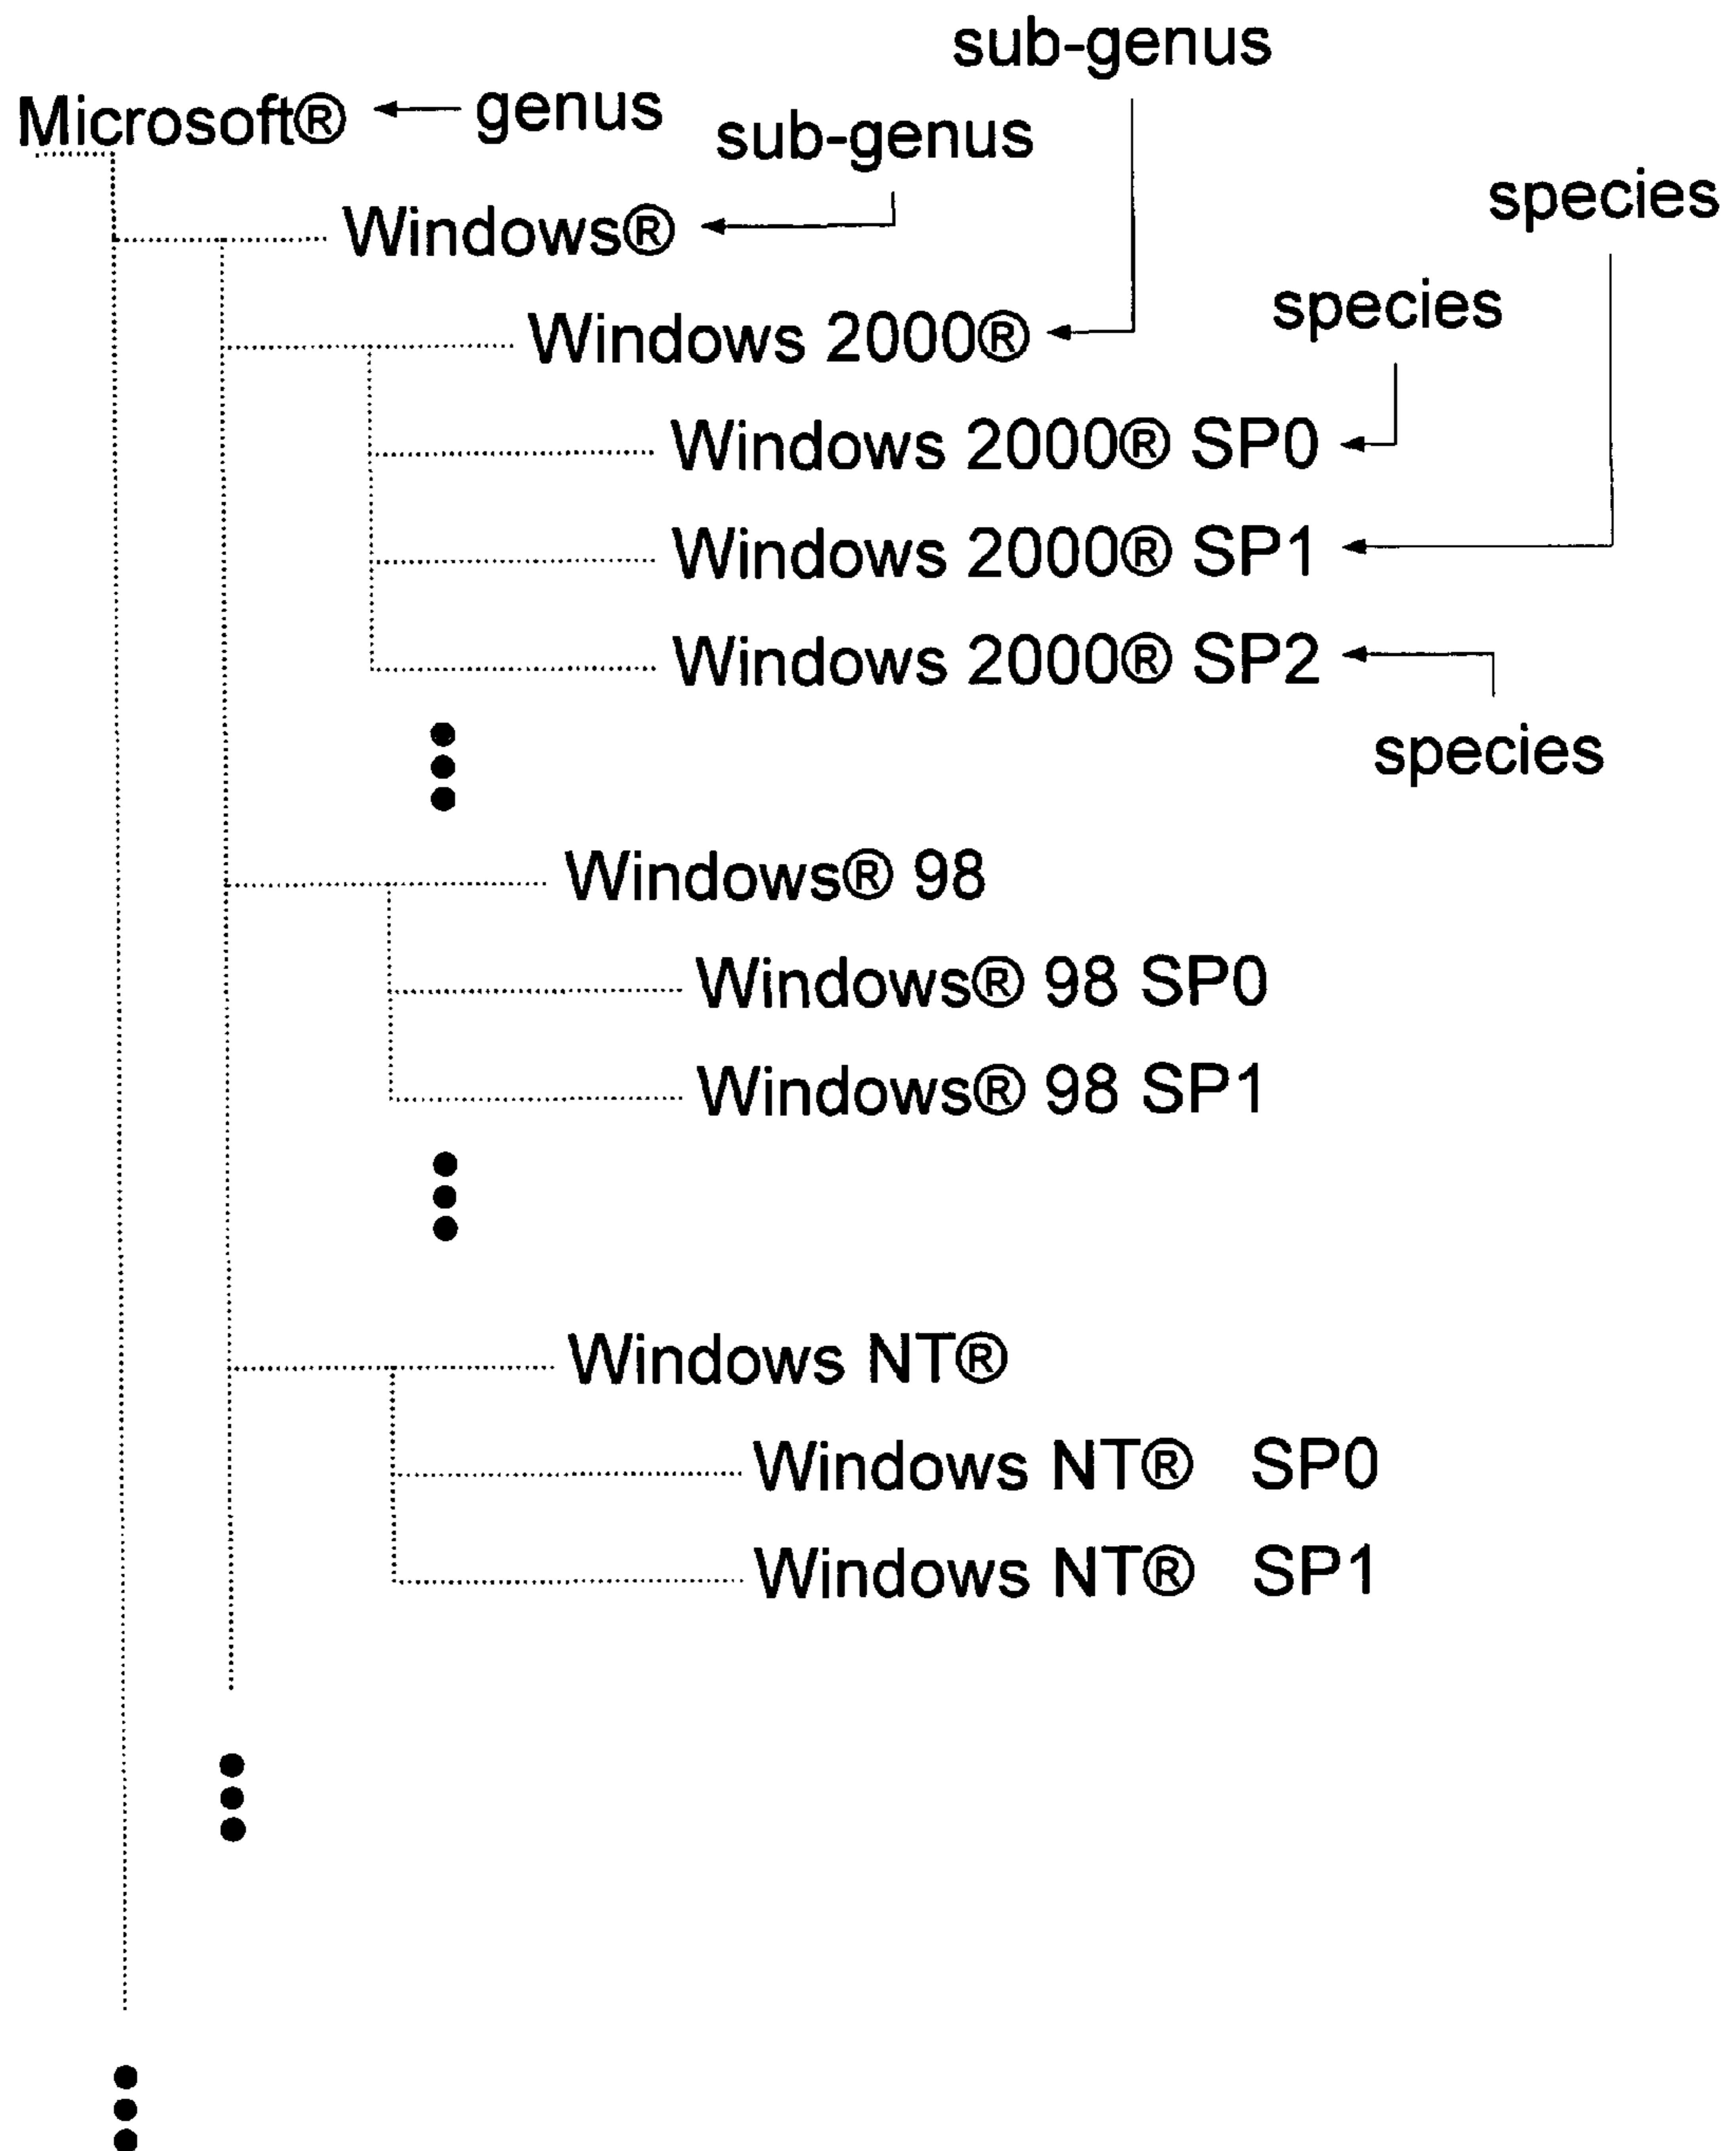 sub-genus
Microsoft® genus
sub-genus
species
Windows®
species
Windows 2000®
Windows 2000® SP0
Windows 2000® SP1
Windows 2000® SP2
species
Windows® 98
Windows® 98 SP0
Windows® 98 SP1
Windows NT®
Windows NT® SP0
Windows NT® SP1